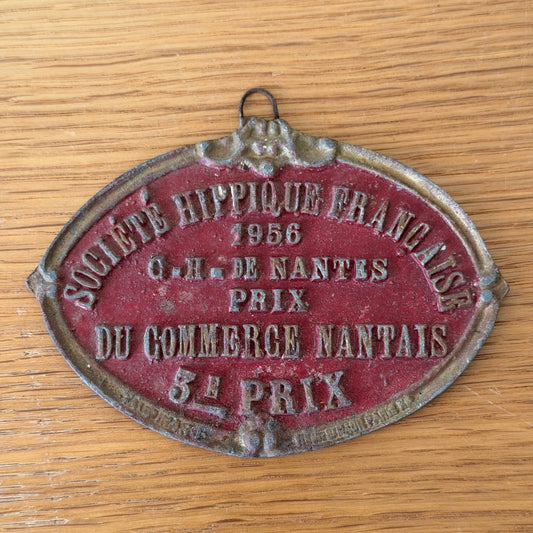 SOCIÉTÉ HIPPIQUE FRANÇAISE
1956
C.H. DE NANTES
PRIX
DU COMMERCE NANTAIS
3E PRIX